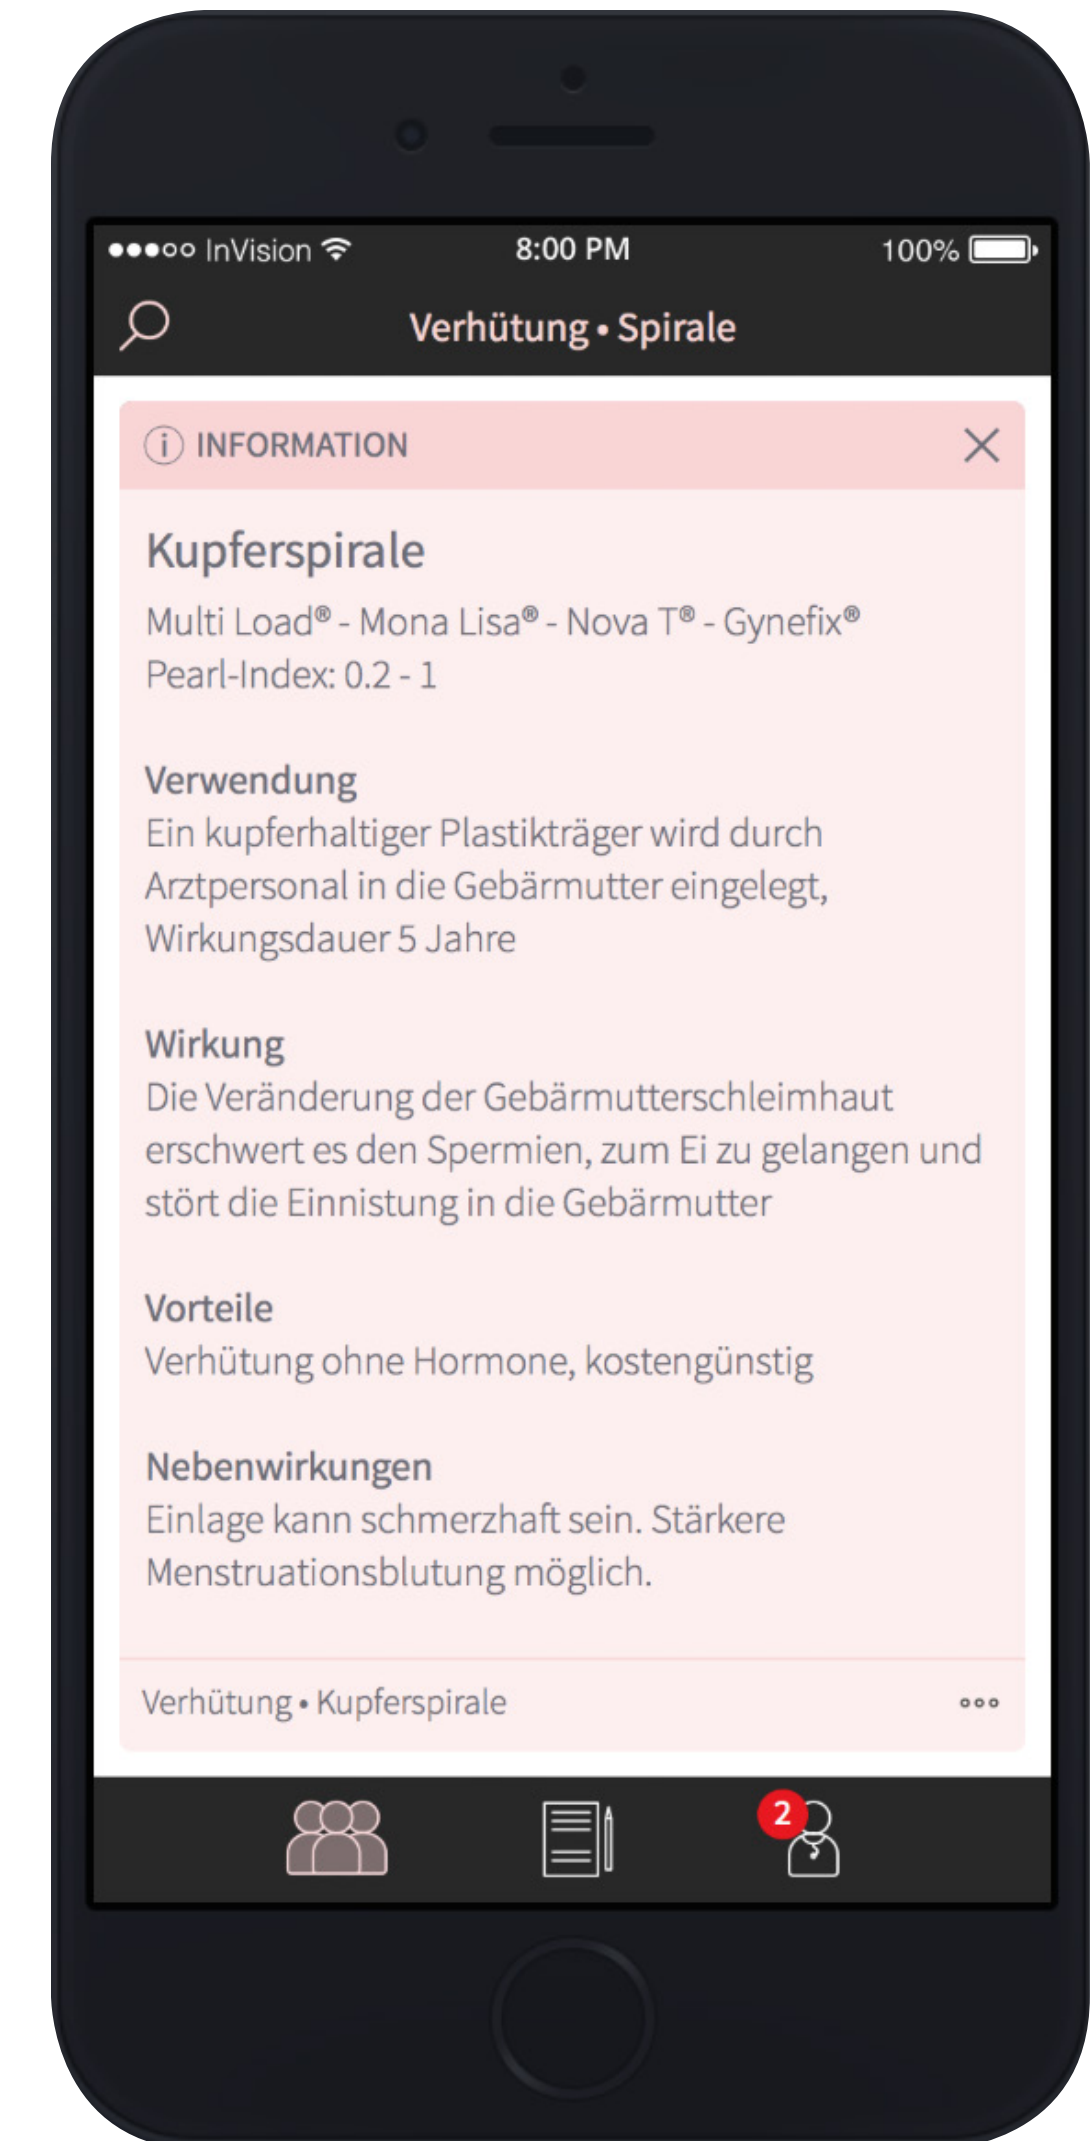 InVision 8:00 PM 100%
Verhütung • Spirale
i INFORMATION
Kupferspirale
Multi Load® - Mona Lisa® - Nova T® - Gynefix®
Pearl-Index: 0.2 - 1
Verwendung
Ein kupferhaltiger Plastikträger wird durch
Arztpersonal in die Gebärmutter eingelegt,
Wirkungsdauer 5 Jahre
Wirkung
Die Veränderung der Gebärmutterschleimhaut
erschwert es den Spermien, zum Ei zu gelangen und
stört die Einnistung in die Gebärmutter
Vorteile
Verhütung ohne Hormone, kostengünstig
Nebenwirkungen
Einlage kann schmerzhaft sein. Stärkere
Menstruationsblutung möglich.
Verhütung • Kupferspirale
2